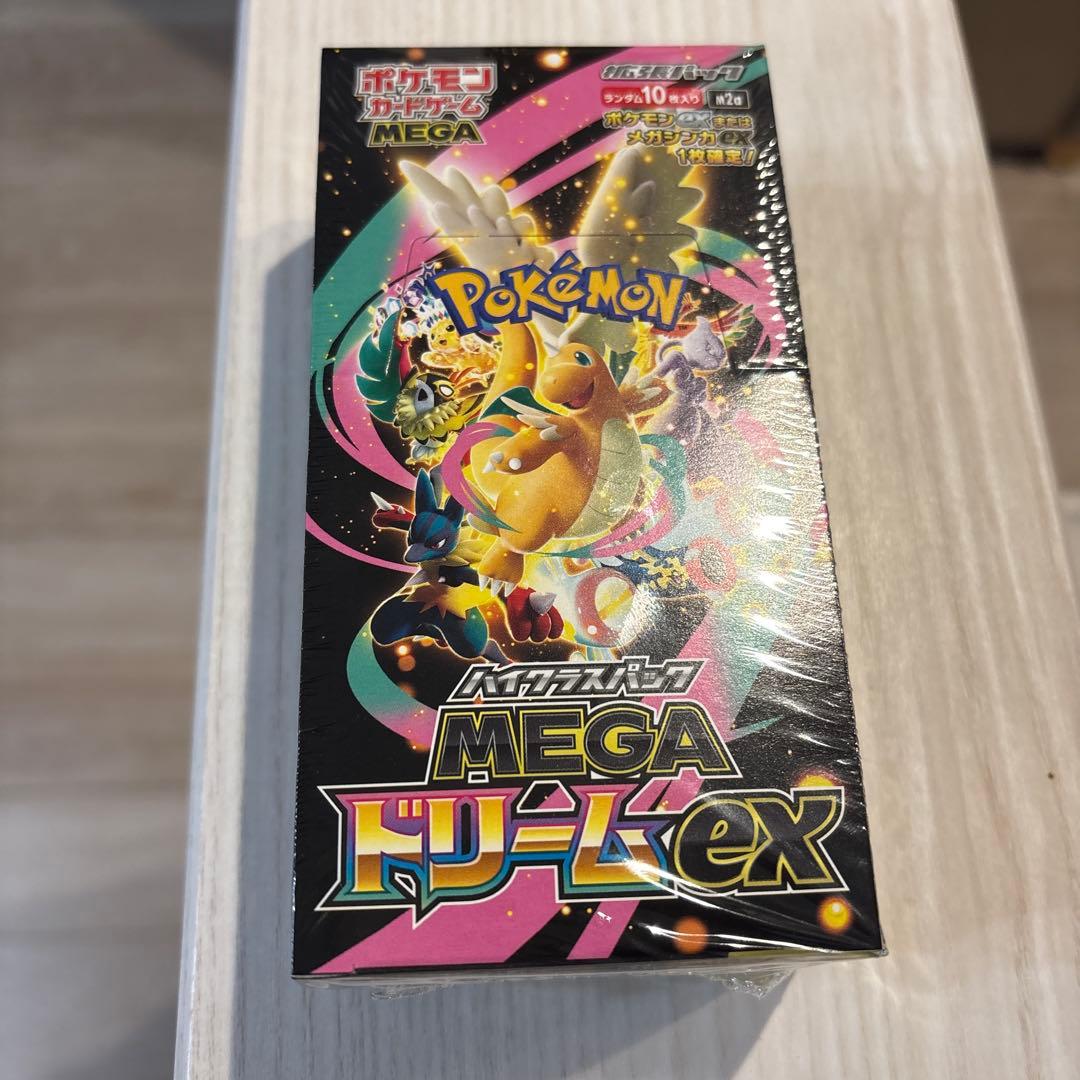 ポケモン
カードゲーム
MEGA
拡張パック
ランダム10枚入り M2a
ポケモンexまたは
メガシンカex
1枚確定！
POKÉMON
TM
ハイクラスパック
MEGA
ドリームex